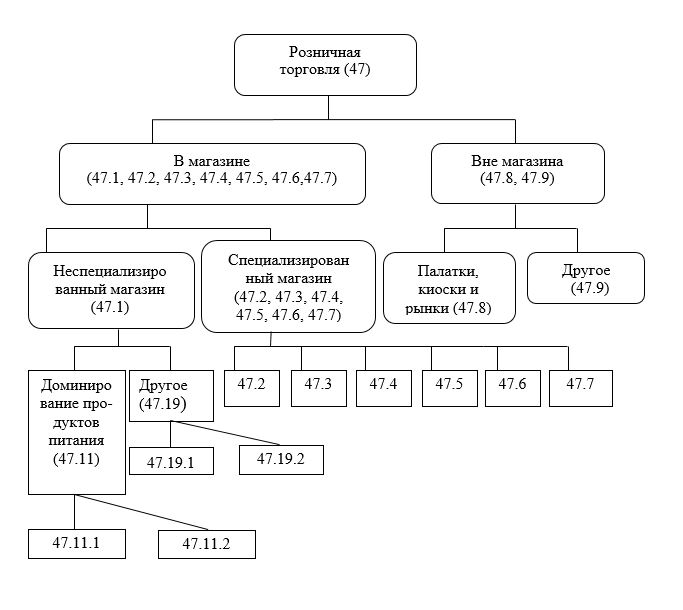 Розничная
торговля (47)
В магазине
(47.1, 47.2, 47.3, 47.4, 47.5, 47.6,47.7)
Вне магазина
(47.8, 47.9)
Неспециализиро
ванный магазин
(47.1)
Специализирован
ный магазин
(47.2, 47.3, 47.4,
47.5, 47.6, 47.7)
Палатки,
киоски и
рынки (47.8)
Другое
(47.9)
Доминиро
вание про-
дуктов
питания
(47.11)
Другое
(47.19)
47.2
47.3
47.4
47.5
47.6
47.7
47.19.1
47.19.2
47.11.1
47.11.2